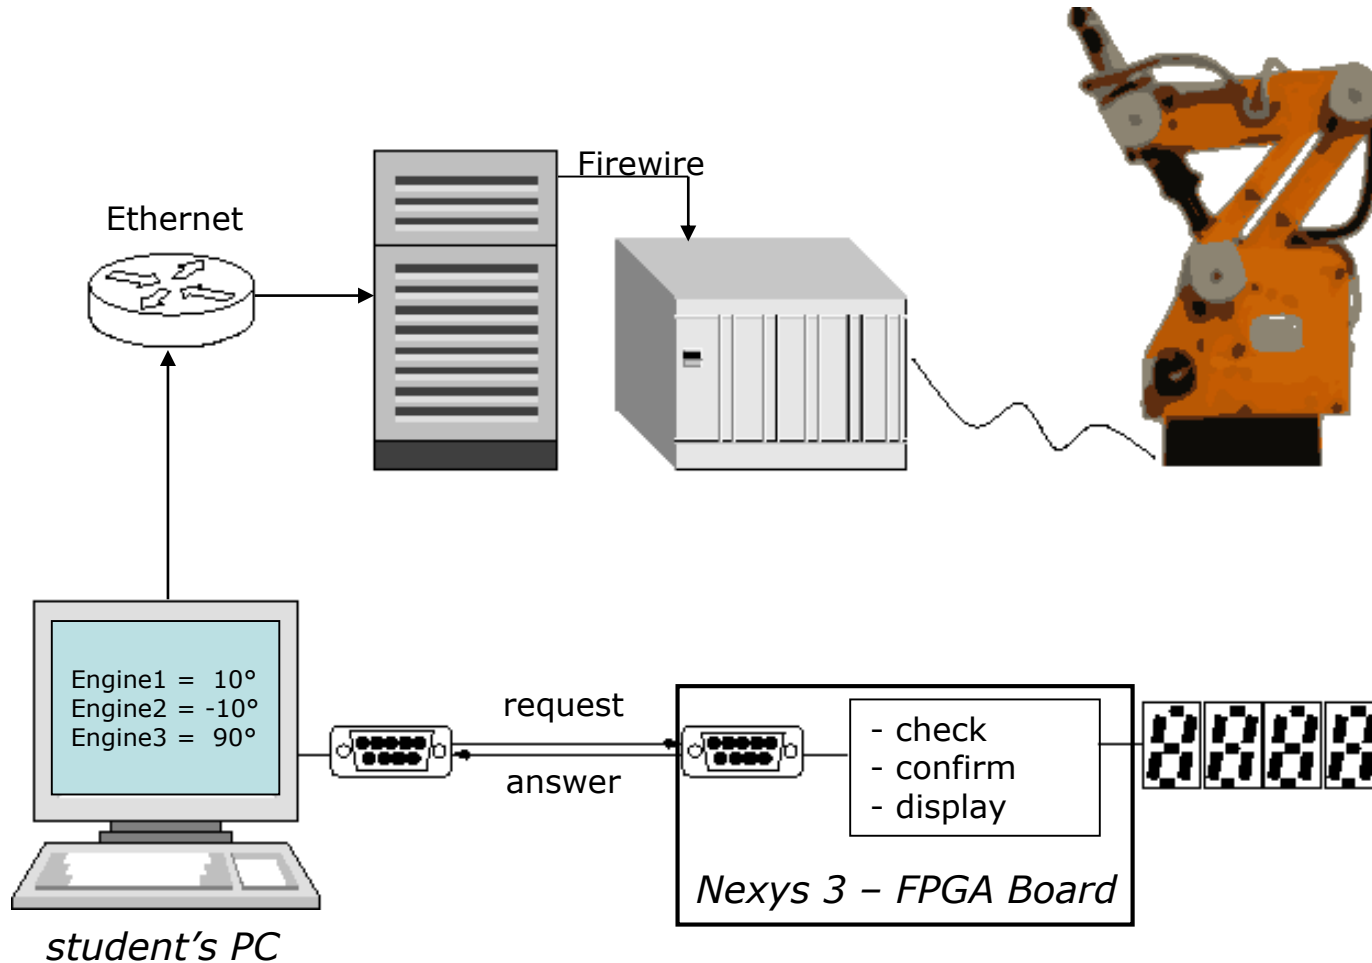 Firewire
Ethernet
Engine1 = 10°
Engine2 = -10°
Engine3 = 90°
request
answer
- check
- confirm
- display
Nexys 3 – FPGA Board
student's PC